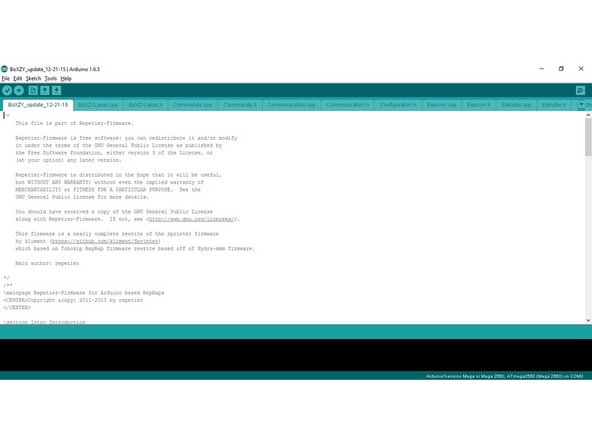 BoXZY_update_12-21-15 | Arduino 1.6.5
File Edit Sketch Tools Help
BoXZY_update_12-21-15 BoXZYLaser.cpp BoXZYLaser.h Commands.cpp Commands.h Communication.cpp Communication.h Configuration.h Eeprom.cpp Eeprom.h Extruder.cpp Extruder.h
/*
This file is part of Repetier-Firmware.
Repetier-Firmware is free software: you can redistribute it and/or modify
it under the terms of the GNU General Public License as published by
the Free Software Foundation, either version 3 of the License, or
(at your option) any later version.
Repetier-Firmware is distributed in the hope that it will be useful,
but WITHOUT ANY WARRANTY; without even the implied warranty of
MERCHANTABILITY or FITNESS FOR A PARTICULAR PURPOSE.  See the
GNU General Public License for more details.
You should have received a copy of the GNU General Public License
along with Repetier-Firmware.  If not, see <http://www.gnu.org/licenses/>.
This firmware is a nearly complete rewrite of the sprinter firmware
by kliment (https://github.com/kliment/Sprinter)
which based on Tonokip RepRap firmware rewrite based off of Hydra-mmm firmware.
Main author: repetier
*/
/**
\mainpage Repetier-Firmware for Arduino based RepRaps
<CENTER>Copyright &copy; 2011-2013 by repetier
</CENTER>
\section Intro Introduction
Arduino/Genuino Mega or Mega 2560, ATmega2560 (Mega 2560) on COM3